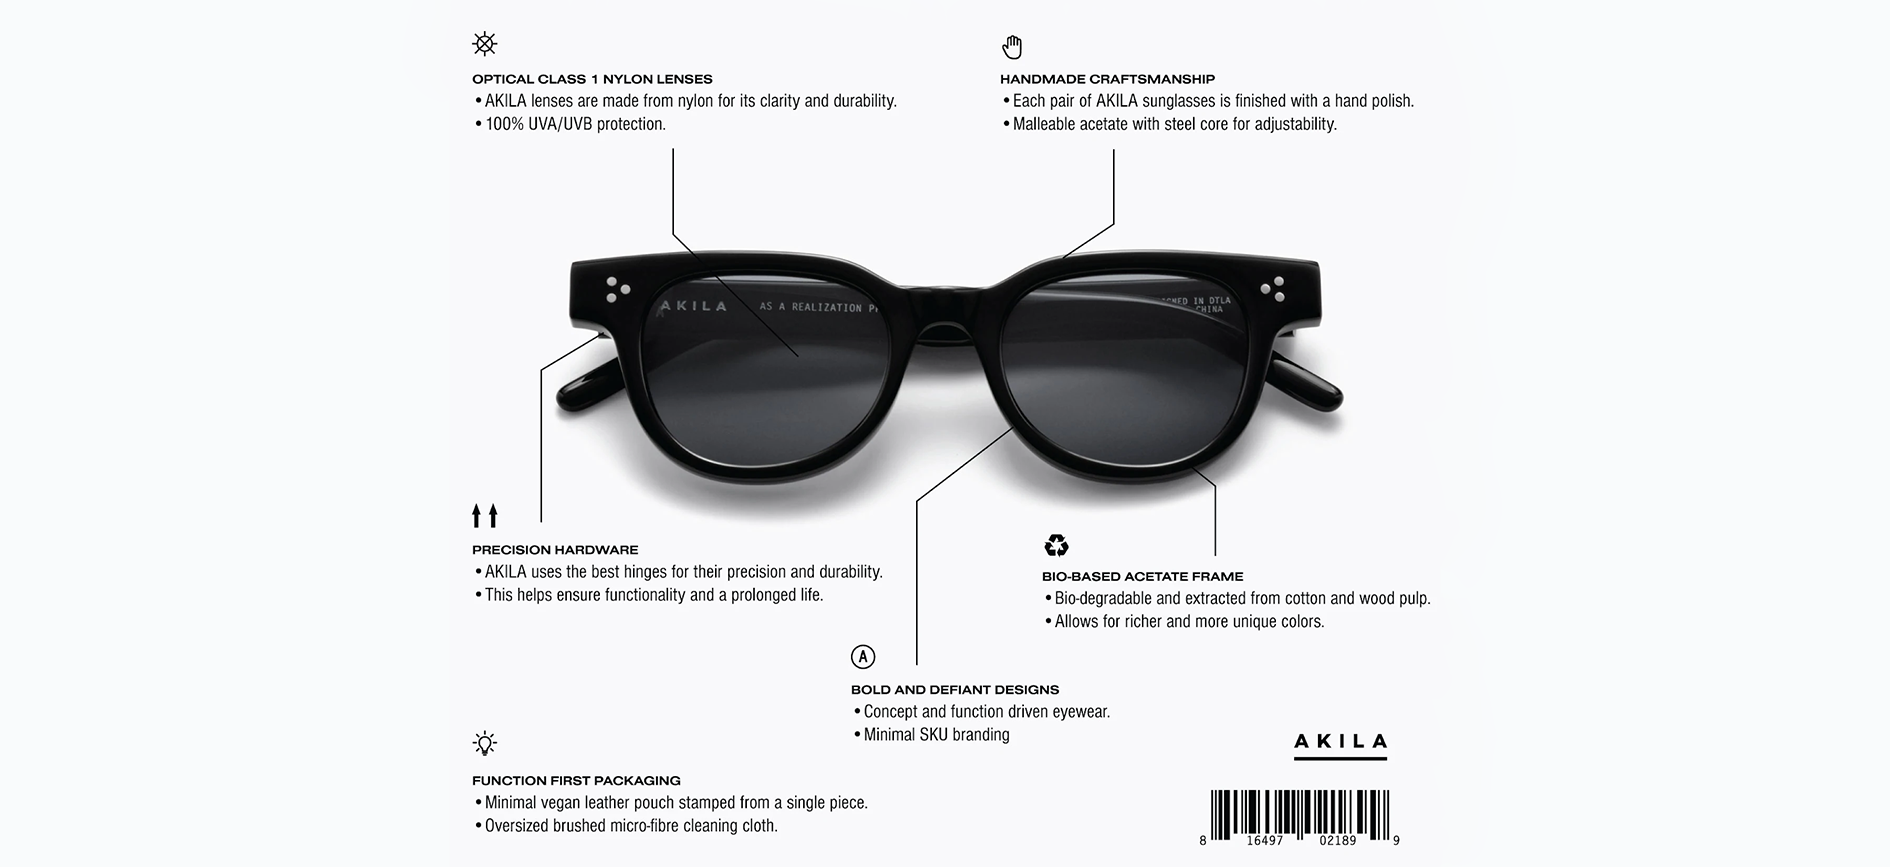 OPTICAL CLASS 1 NYLON LENSES
• AKILA lenses are made from nylon for its clarity and durability.
• 100% UVA/UVB protection.
HANDMADE CRAFTSMANSHIP
• Each pair of AKILA sunglasses is finished with a hand polish.
• Malleable acetate with steel core for adjustability.
AKILA AS A REALIZATION
IN DTLA
CHINA
PRECISION HARDWARE
• AKILA uses the best hinges for their precision and durability.
• This helps ensure functionality and a prolonged life.
BIO-BASED ACETATE FRAME
• Bio-degradable and extracted from cotton and wood pulp.
• Allows for richer and more unique colors.
A
BOLD AND DEFIANT DESIGNS
• Concept and function driven eyewear.
• Minimal SKU branding
FUNCTION FIRST PACKAGING
• Minimal vegan leather pouch stamped from a single piece.
• Oversized brushed micro-fibre cleaning cloth.
AKILA
8 16497 02189 9